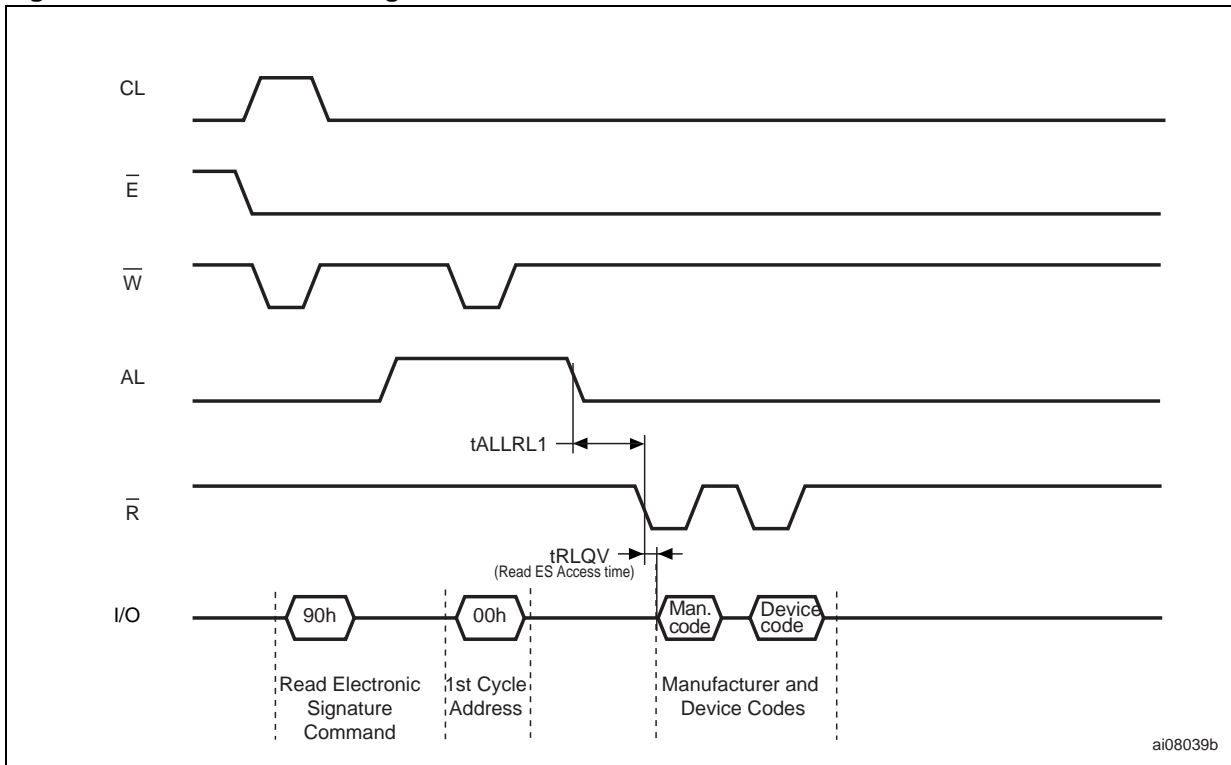 CL
E
W
AL
tALLRL1
R
tRLQV
(Read ES Access time)
I/O
90h
00h
Man.
code
Device
code
Read Electronic
Signature
Command
1st Cycle
Address
Manufacturer and
Device Codes
ai08039b